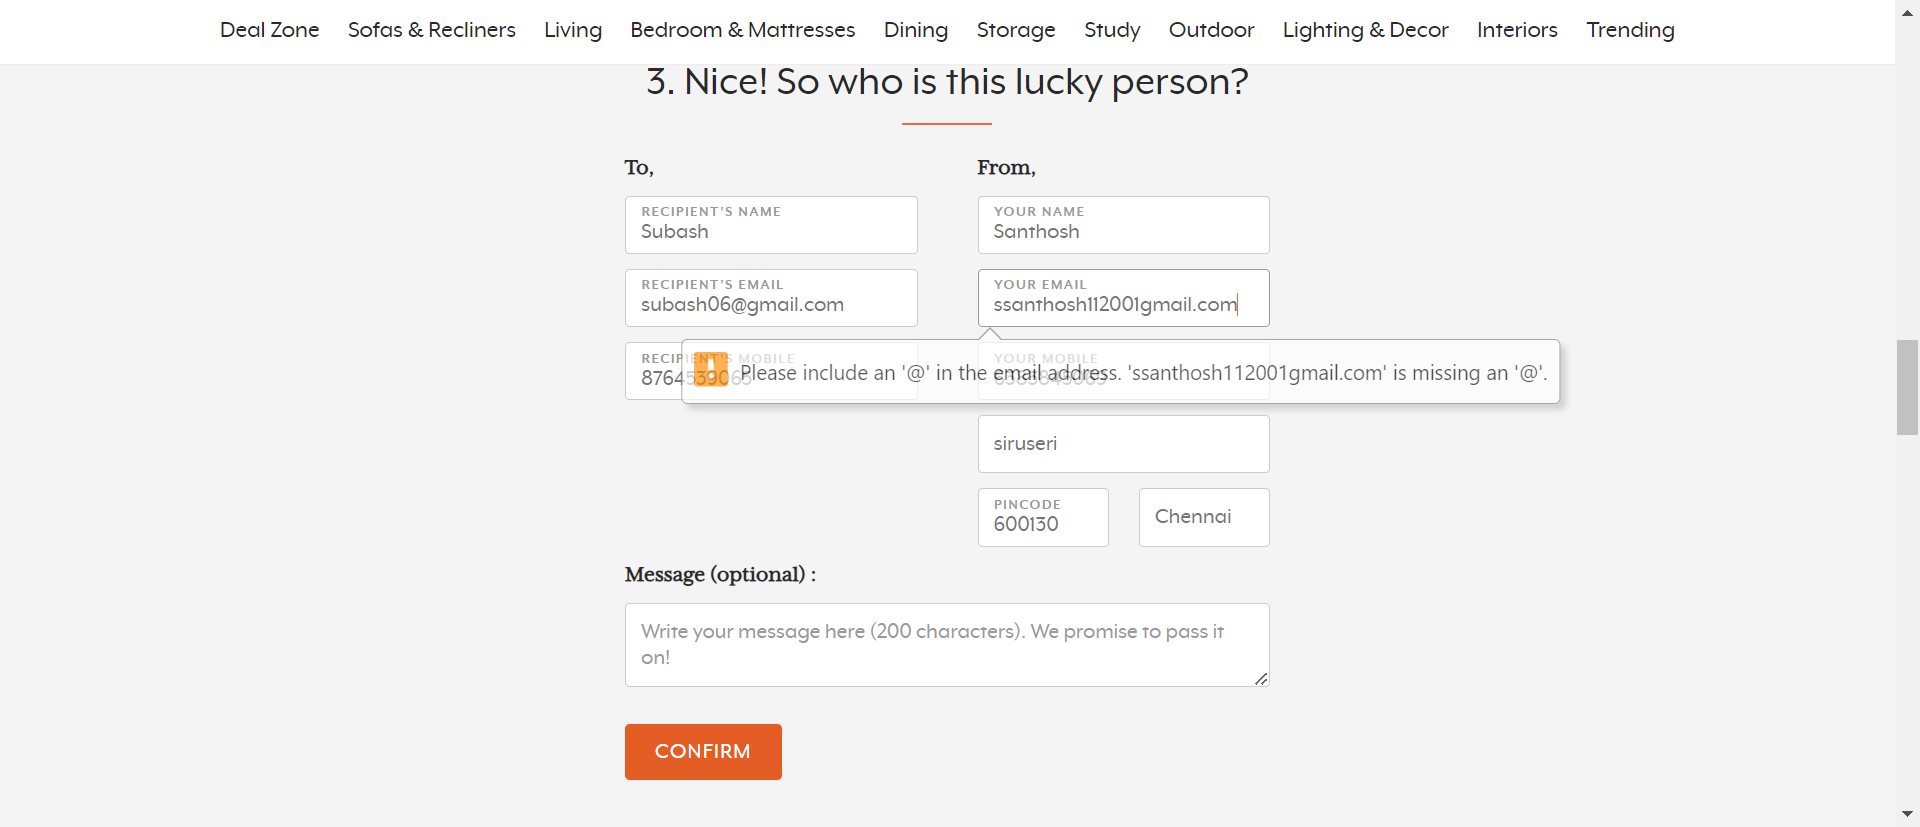 Deal Zone Sofas & Recliners Living Bedroom & Mattresses Dining Storage Study Outdoor Lighting & Decor Interiors Trending
3. Nice! So who is this lucky person?
To,
RECIPIENT'S NAME
Subash
RECIPIENT'S EMAIL
subash06@gmail.com
RECIPIENT'S MOBILE
8764539065
From,
YOUR NAME
Santhosh
YOUR EMAIL
ssanthosh112001gmail.com
Please include an '@' in the email address. 'ssanthosh112001gmail.com' is missing an '@'.
YOUR MOBILE
siruseri
PINCODE
600130
Chennai
Message (optional) :
Write your message here (200 characters). We promise to pass it
on!
CONFIRM